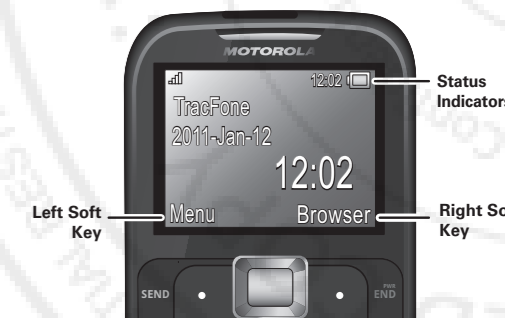 MOTOROLA
12:02
TracFone
2011-Jan-12
12:02
Menu
Browser
Status
Indicators
Left Soft
Key
Right So
Key
SEND
PWR
END